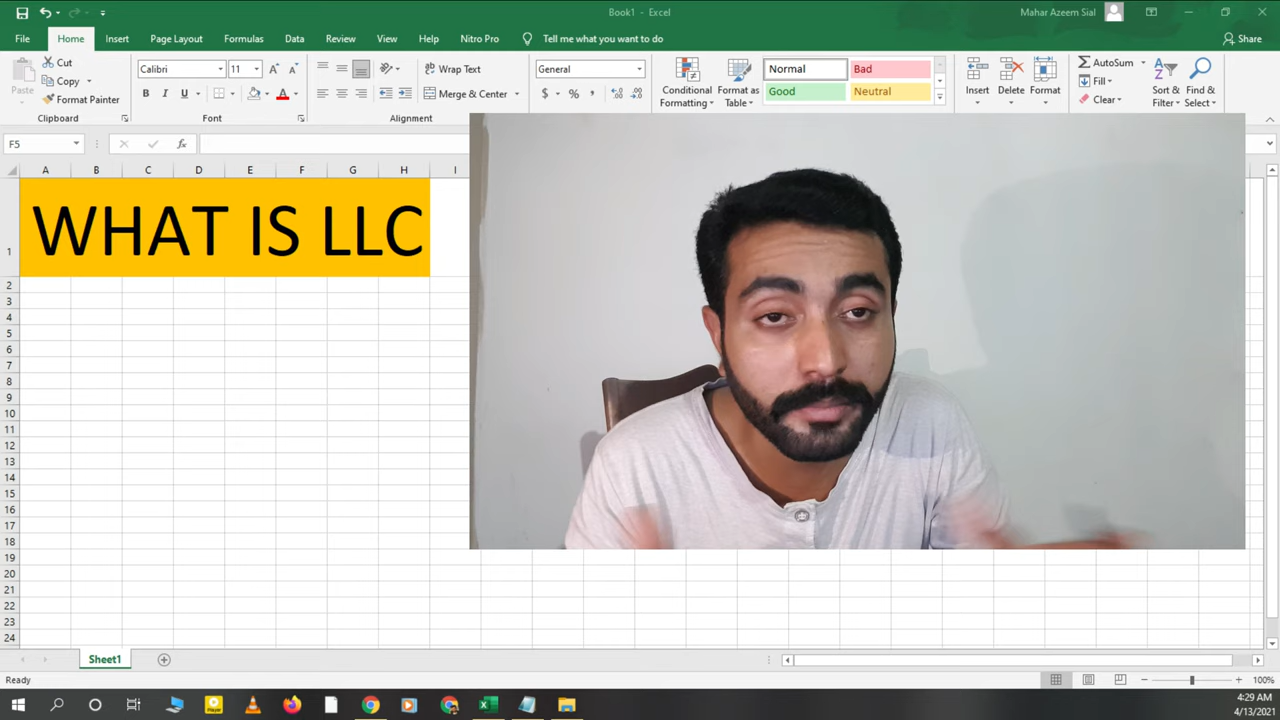 Book1 - Excel
Mahar Azeem Sial
File Home Insert Page Layout Formulas Data Review View Help Nitro Pro Tell me what you want to do Share
Paste
Cut
Copy
Format Painter
Clipboard
Calibri 11
B I U A
Font
Wrap Text
Merge & Center
Alignment
General
$ % ,
Conditional Formatting
Format as Table
Normal Bad
Good Neutral
Insert Delete Format
AutoSum
Fill
Clear
Sort & Filter
Find & Select
F5 fx
A B C D E F G H I
WHAT IS LLC
1
2
3
4
5
6
7
8
9
10
11
12
13
14
15
16
17
18
19
20
21
22
23
24
Sheet1
Ready 100%
4:29 AM
4/13/2021